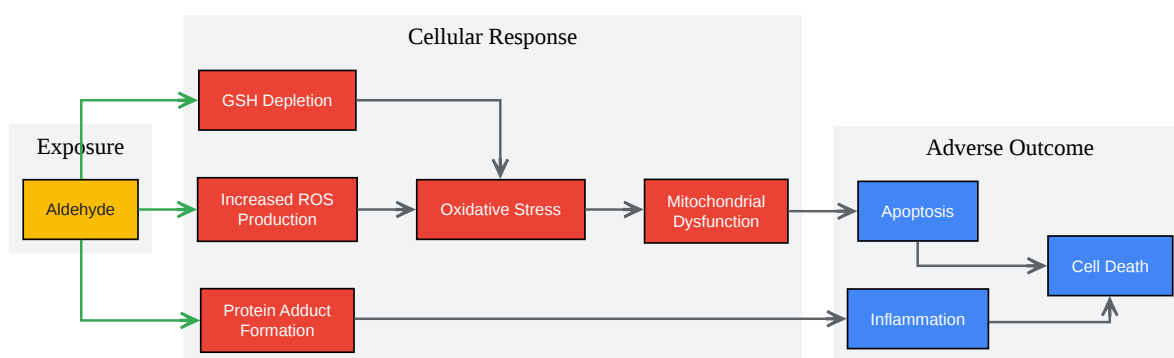 Cellular Response
GSH Depletion
Exposure
Adverse Outcome
Aldehyde
Increased ROS
Production
Oxidative Stress
Mitochondrial
Dysfunction
Apoptosis
Cell Death
Protein Adduct
Formation
Inflammation